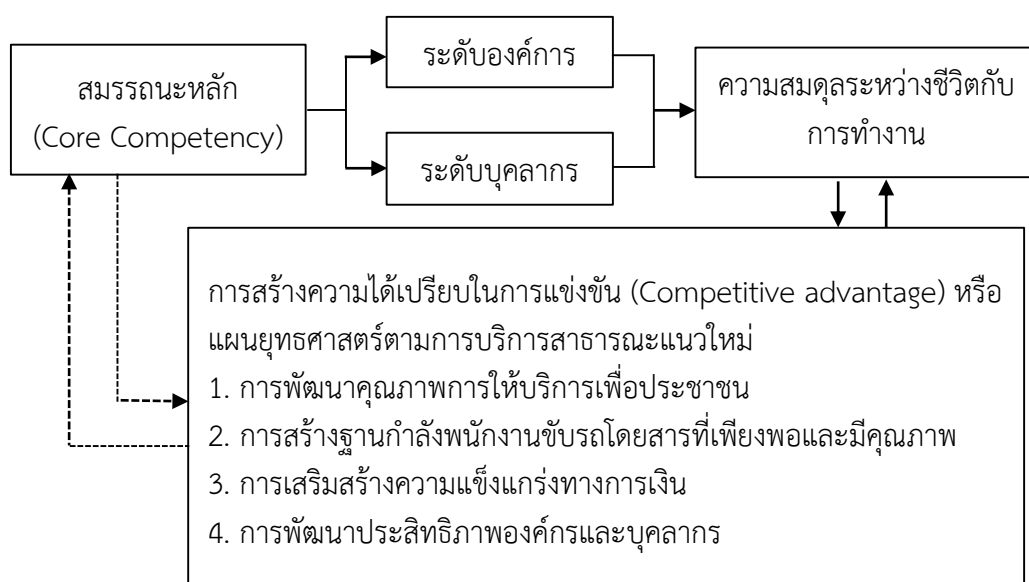 สมรรถนะหลัก
(Core Competency)
ระดับองค์การ
ระดับบุคลากร
ความสมดุลระหว่างชีวิตกับ
การทำงาน
การสร้างความได้เปรียบในการแข่งขัน (Competitive advantage) หรือ
แผนยุทธศาสตร์ตามการบริการสาธารณะแนวใหม่
1. การพัฒนาคุณภาพการให้บริการเพื่อประชาชน
2. การสร้างฐานกำลังพนักงานขับรถโดยสารที่เพียงพอและมีคุณภาพ
3. การเสริมสร้างความแข็งแกร่งทางการเงิน
4. การพัฒนาประสิทธิภาพองค์กรและบุคลากร